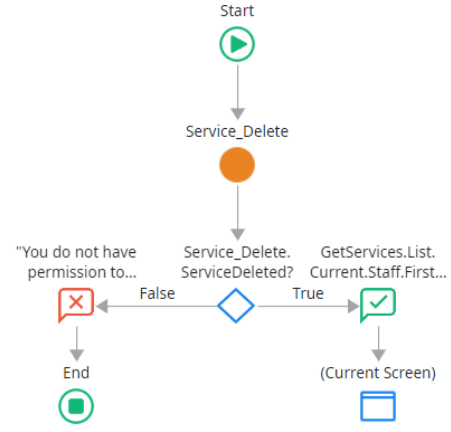 Start
Service_Delete
"You do not have
permission to...
Service_Delete.
ServiceDeleted?
GetServices.List.
Current.Staff.First...
False
True
End
(Current Screen)